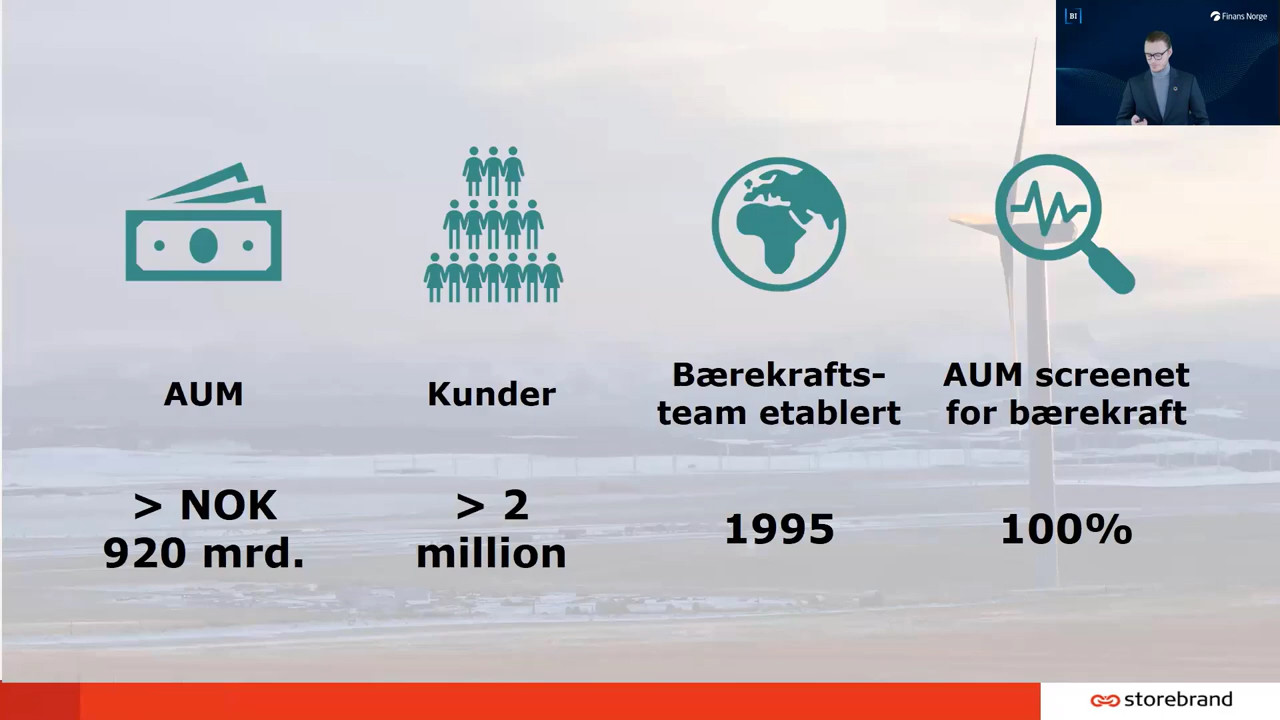 BI
Finans Norge
AUM
Kunder
Bærekrafts-
team etablert
AUM screenet
for bærekraft
> NOK
920 mrd.
> 2
million
1995
100%
storebrand